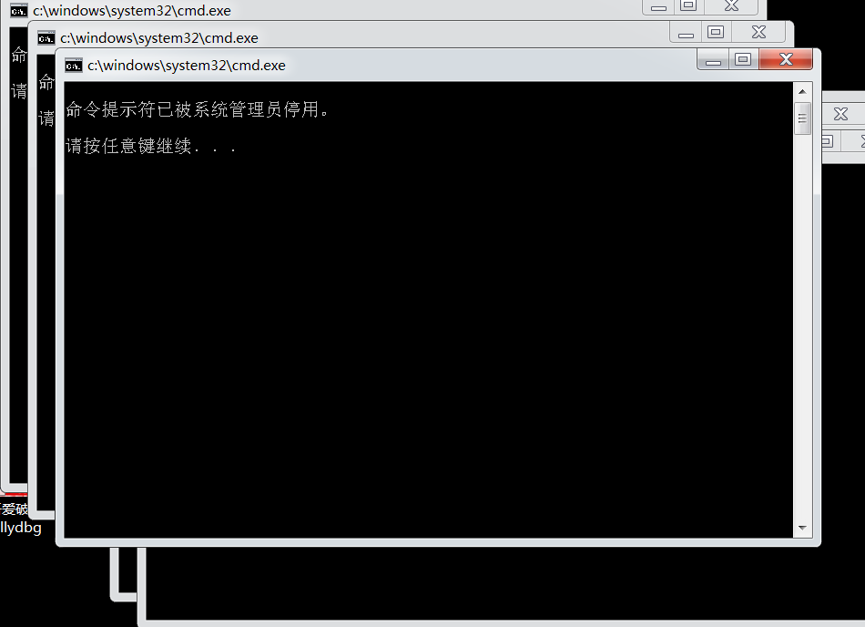 c:\windows\system32\cmd.exe
c:\windows\system32\cmd.exe
c:\windows\system32\cmd.exe
命
请
命
请
命令提示符已被系统管理员停用。
请按任意键继续. . .
爱破
llydbg